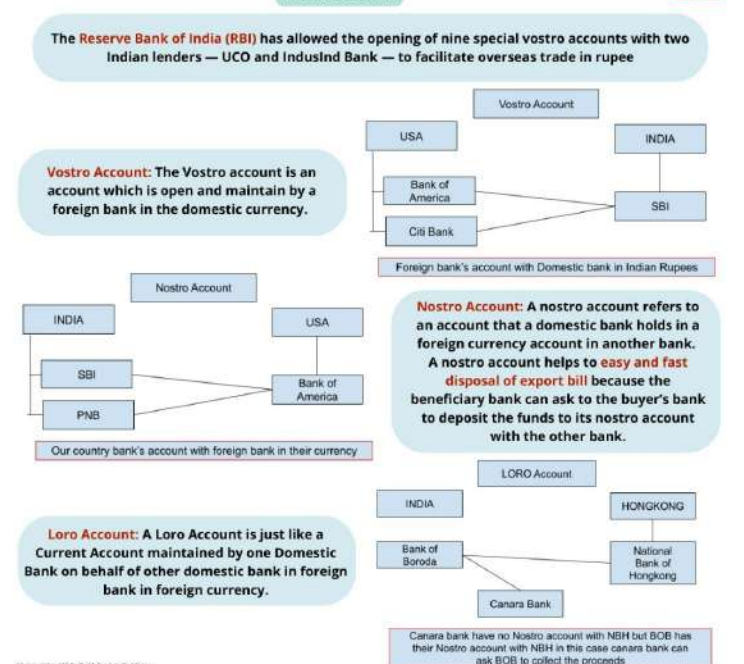 The Reserve Bank of India (RBI) has allowed the opening of nine special vostro accounts with two
Indian lenders — UCO and IndusInd Bank — to facilitate overseas trade in rupee
Vostro Account
USA
INDIA
Vostro Account: The Vostro account is an
account which is open and maintain by a
foreign bank in the domestic currency.
Bank of
America
SBI
Citi Bank
Foreign bank's account with Domestic bank in Indian Rupees
Nostro Account
INDIA
USA
SBI
Bank of
America
PNB
Our country bank's account with foreign bank in their currency
Nostro Account: A nostro account refers to
an account that a domestic bank holds in a
foreign currency account in another bank.
A nostro account helps to easy and fast
disposal of export bill because the
beneficiary bank can ask to the buyer's bank
to deposit the funds to its nostro account
with the other bank.
LORO Account
INDIA
HONGKONG
Loro Account: A Loro Account is just like a
Current Account maintained by one Domestic
Bank on behalf of other domestic bank in foreign
bank in foreign currency.
Bank of
Boroda
National
Bank of
Hongkong
Canara Bank
Canara bank have no Nostro account with NBH but BOB has
their Nostro account with NBH in this case canara bank can
ask BOB to collect the proceeds